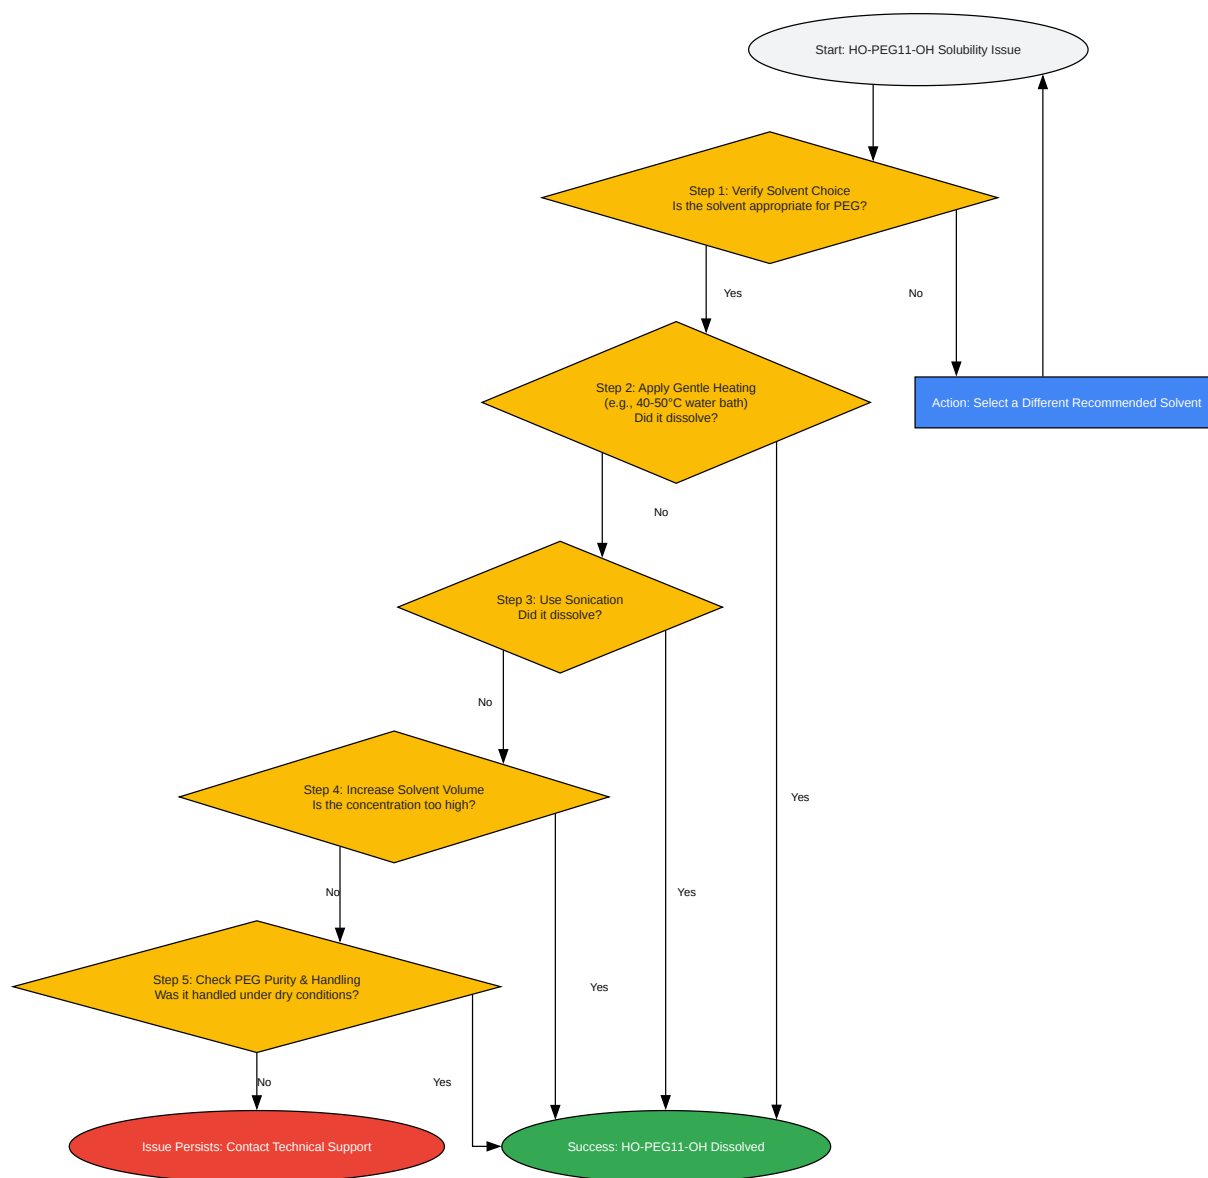 Start: HO-PEG11-OH Solubility Issue
Step 1: Verify Solvent Choice
Is the solvent appropriate for PEG?
Yes
No
Step 2: Apply Gentle Heating
(e.g., 40-50°C water bath)
Did it dissolve?
Action: Select a Different Recommended Solvent
No
Step 3: Use Sonication
Did it dissolve?
No
Step 4: Increase Solvent Volume
Is the concentration too high?
Yes
No
Yes
Step 5: Check PEG Purity & Handling
Was it handled under dry conditions?
Yes
No
Yes
Issue Persists: Contact Technical Support
Success: HO-PEG11-OH Dissolved